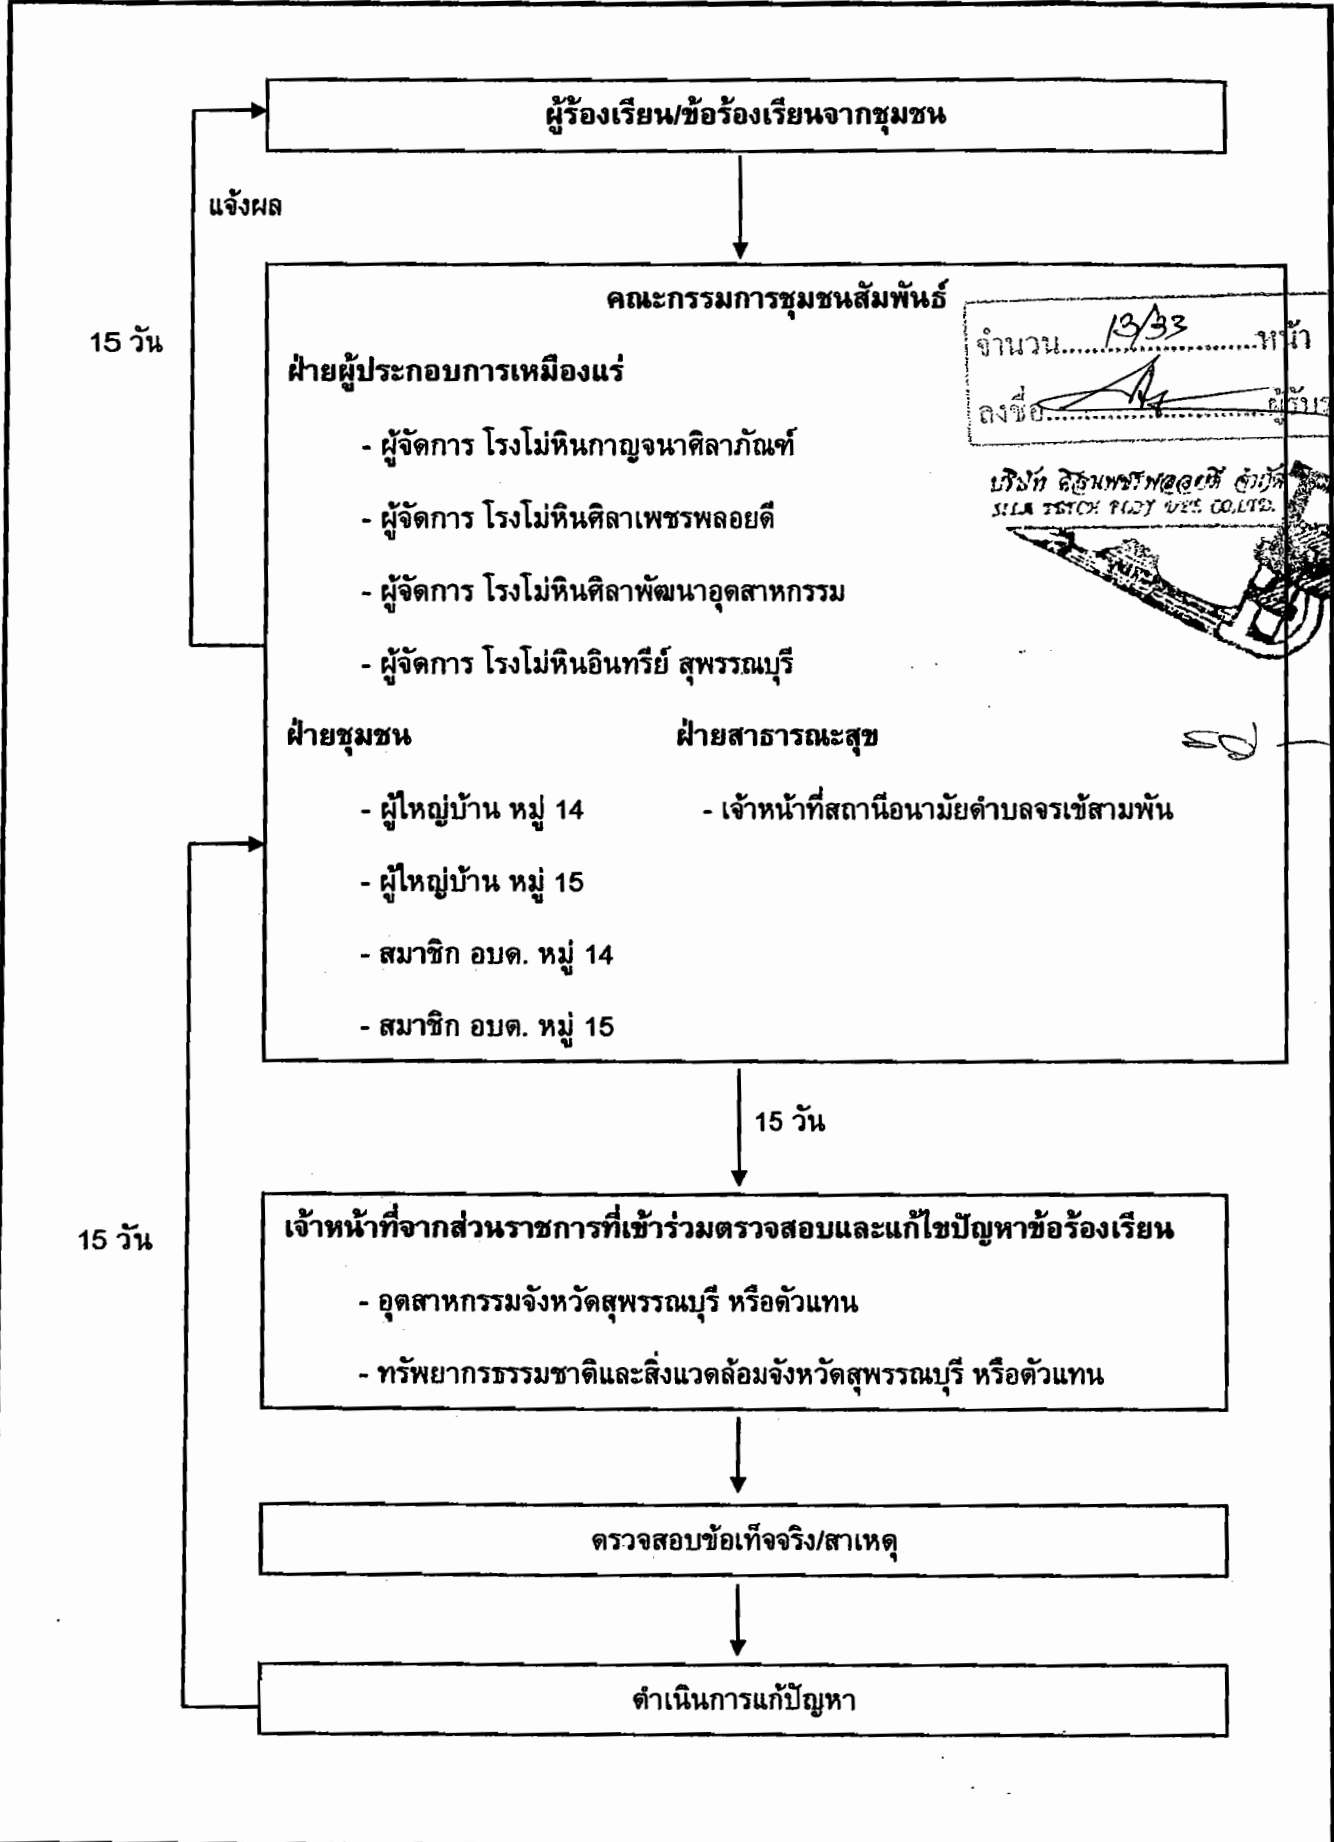 ผู้ร้องเรียน/ข้อร้องเรียนจากชุมชน
แจ้งผล
15 วัน
คณะกรรมการชุมชนสัมพันธ์
จำนวน 13/33 หน้า
ลงชื่อ
ฝ่ายผู้ประกอบการเหมืองแร่
- ผู้จัดการ โรงโม่หินกาญจนาศิลาภัณฑ์
- ผู้จัดการ โรงโม่หินศิลาเพชรพลอยดี
- ผู้จัดการ โรงโม่หินศิลาพัฒนาอุตสาหกรรม
- ผู้จัดการ โรงโม่หินอินทรีย์ สุพรรณบุรี
บริษัท
CO.,LTD.
ฝ่ายชุมชน
- ผู้ใหญ่บ้าน หมู่ 14
- ผู้ใหญ่บ้าน หมู่ 15
- สมาชิก อบต. หมู่ 14
- สมาชิก อบต. หมู่ 15
ฝ่ายสาธารณะสุข
- เจ้าหน้าที่สถานีอนามัยตำบลจรเข้สามพัน
15 วัน
15 วัน
เจ้าหน้าที่จากส่วนราชการที่เข้าร่วมตรวจสอบและแก้ไขปัญหาข้อร้องเรียน
- อุตสาหกรรมจังหวัดสุพรรณบุรี หรือตัวแทน
- ทรัพยากรธรรมชาติและสิ่งแวดล้อมจังหวัดสุพรรณบุรี หรือตัวแทน
ตรวจสอบข้อเท็จจริง/สาเหตุ
ดำเนินการแก้ปัญหา